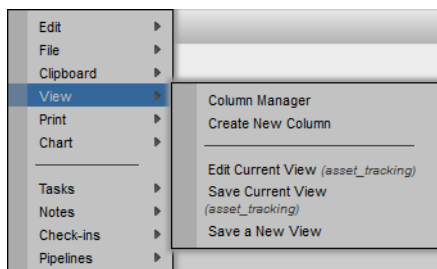 Edit
File
Clipboard
View
Print
Chart
Tasks
Notes
Check-ins
Pipelines
Column Manager
Create New Column
Edit Current View (asset_tracking)
Save Current View
(asset_tracking)
Save a New View